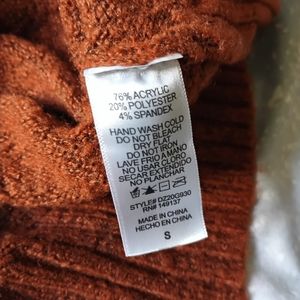 76% ACRYLIC
20% POLYESTER
4% SPANDEX
HAND WASH COLD
DO NOT BLEACH
DRY FLAT
DO NOT IRON
LAVE FRIO A MANO
NO USAR CLORO
SECAR EXTENDIDO
NO PLANCHAR
STYLE# DZ20G930
RN# 149137
MADE IN CHINA
HECHO EN CHINA
S